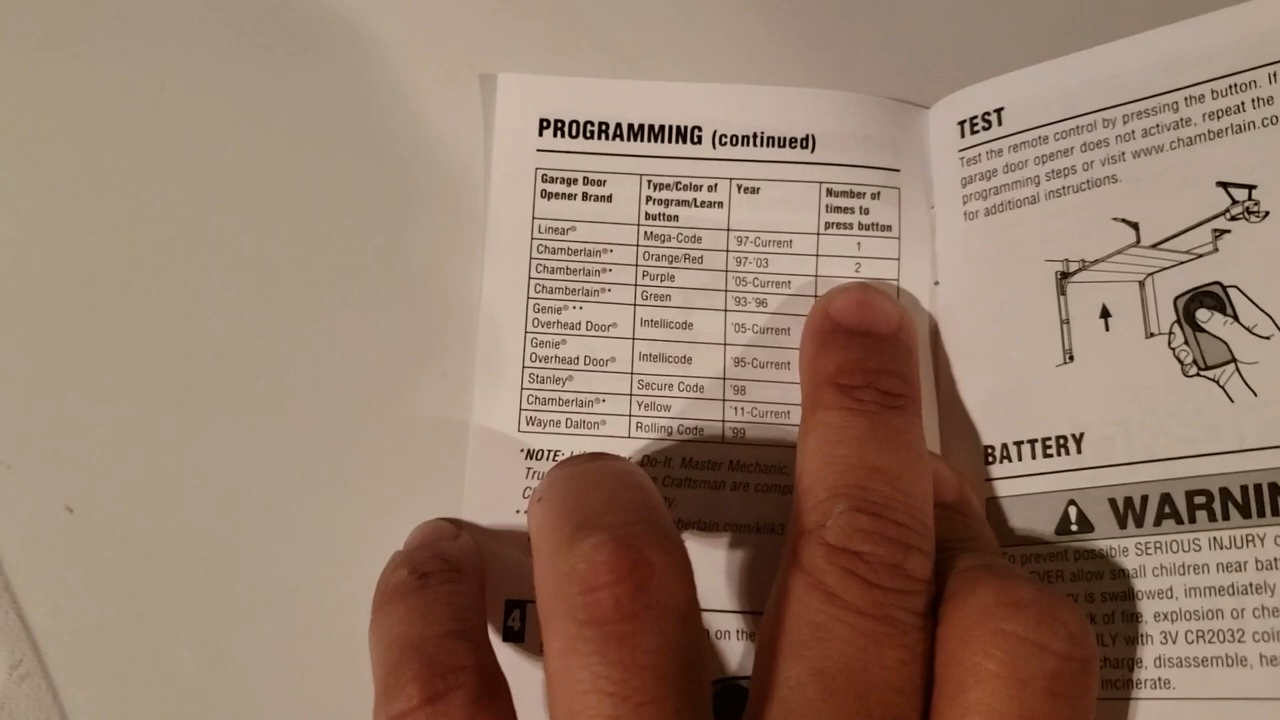 PROGRAMMING (continued)
Garage Door Opener Brand | Type/Color of Program/Learn button | Year | Number of times to press button
Linear® | Mega-Code | '97-Current | 1
Chamberlain®* | Orange/Red | '97-'03 | 2
Chamberlain®* | Purple | '05-Current
Chamberlain®* | Green | '93-'96
Genie®** Overhead Door® | Intellicode | '05-Current
Genie® Overhead Door® | Intellicode | '95-Current
Stanley® | Secure Code | '98
Chamberlain®* | Yellow | '11-Current
Wayne Dalton® | Rolling Code | '99
*NOTE: Do-It, Master Mechanic,
Craftsman are
4
on the
TEST
Test the remote control by pressing the button. If
garage door opener does not activate, repeat the
programming steps or visit www.chamberlain.co
for additional instructions.
BATTERY
WARNIN
To prevent possible SERIOUS INJURY
EVER allow small children near
is swallowed, immediately
of fire, explosion or
with 3V CR2032
disassemble,
incinerate.